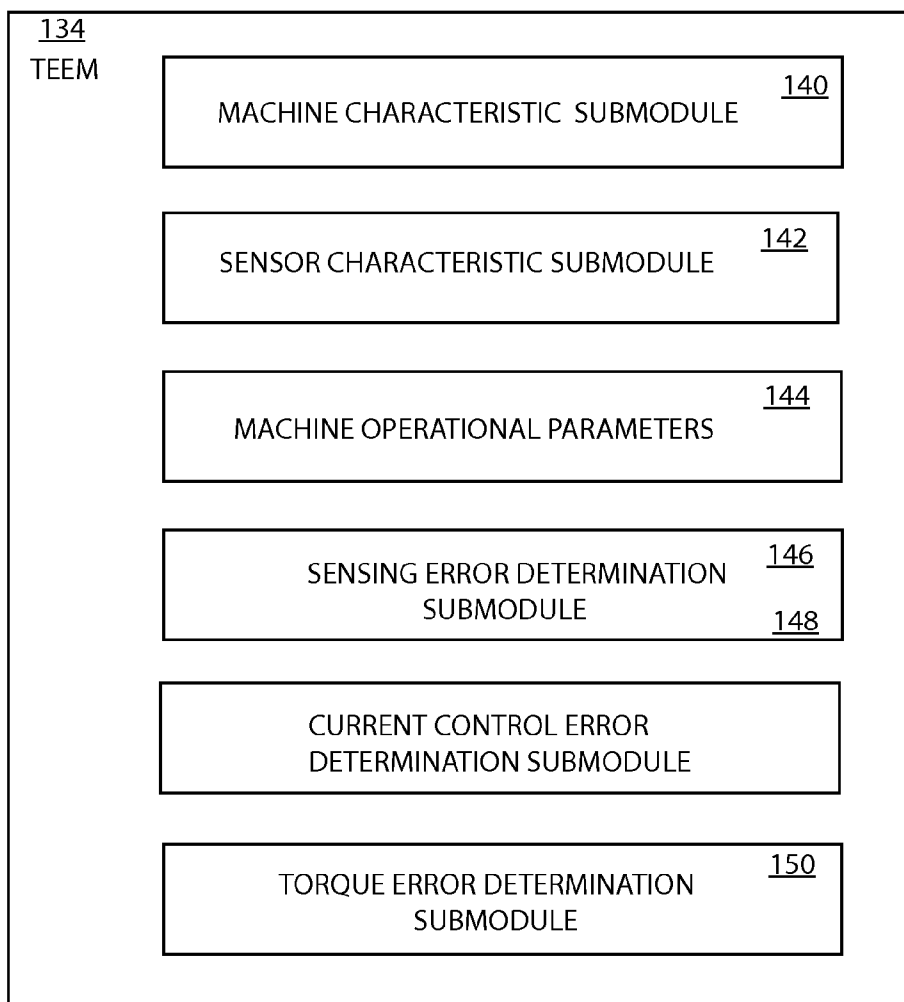 134
TEEM
140
MACHINE CHARACTERISTIC SUBMODULE
142
SENSOR CHARACTERISTIC SUBMODULE
144
MACHINE OPERATIONAL PARAMETERS
146
SENSING ERROR DETERMINATION
SUBMODULE
148
CURRENT CONTROL ERROR
DETERMINATION SUBMODULE
150
TORQUE ERROR DETERMINATION
SUBMODULE